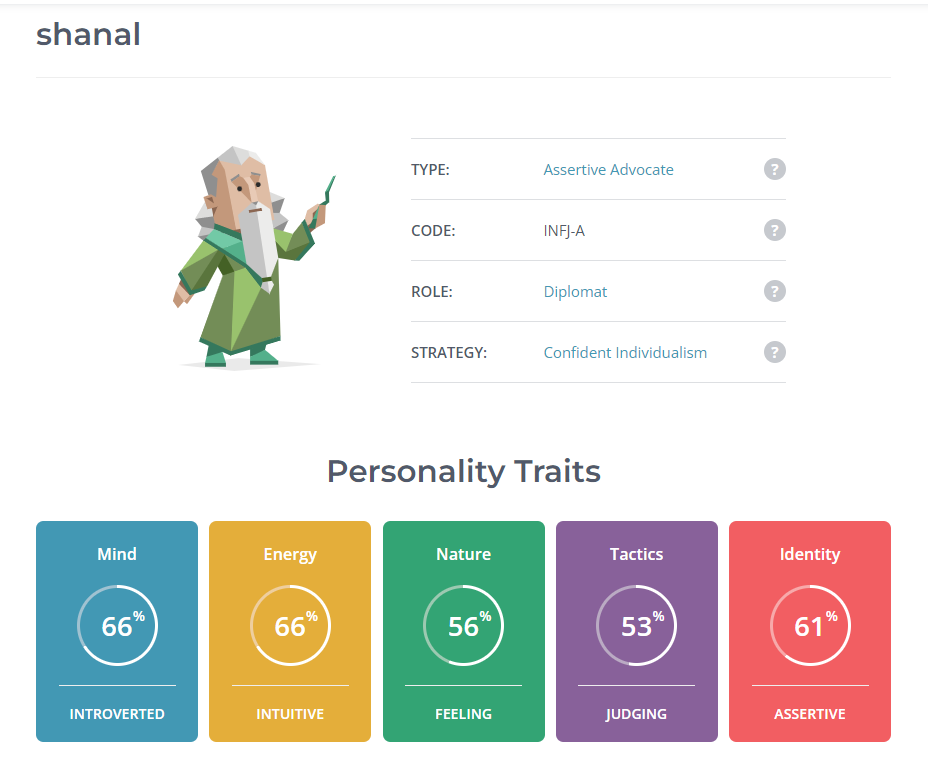 shanal
TYPE: Assertive Advocate ?
CODE: INFJ-A ?
ROLE: Diplomat ?
STRATEGY: Confident Individualism ?
Personality Traits
Mind Energy Nature Tactics Identity
66% 66% 56% 53% 61%
INTROVERTED INTUITIVE FEELING JUDGING ASSERTIVE